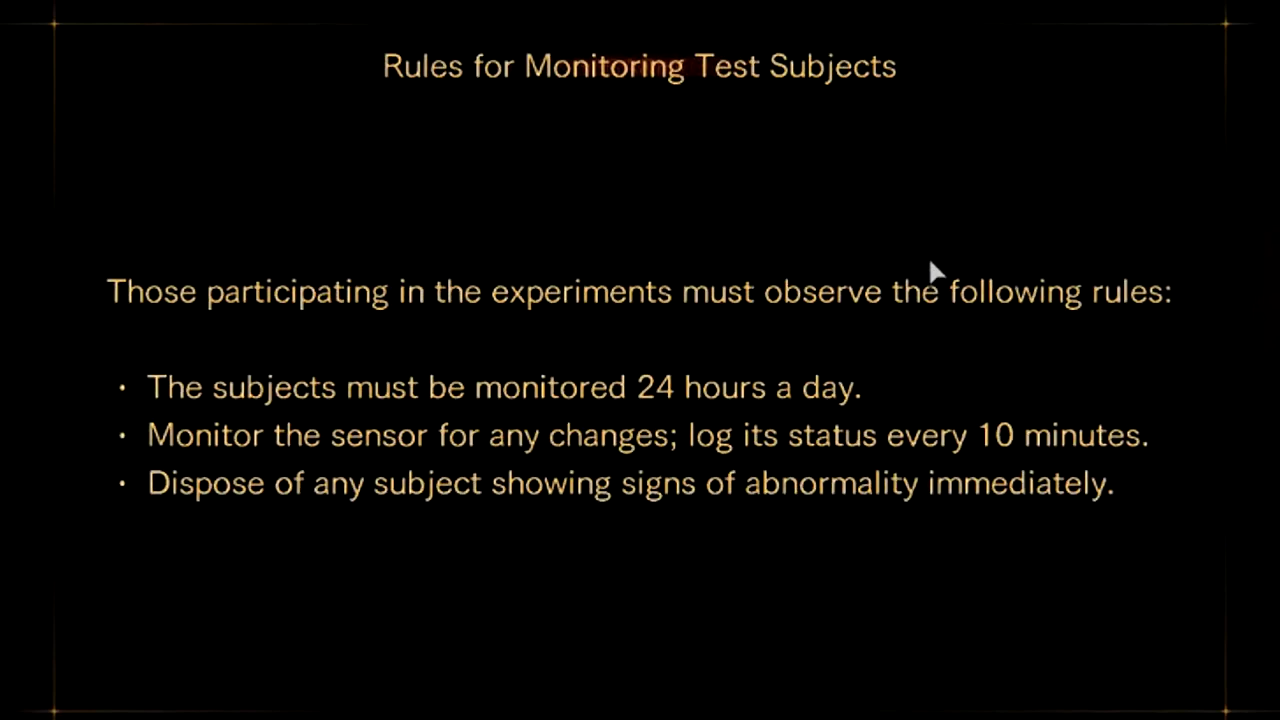 Rules for Monitoring Test Subjects
Those participating in the experiments must observe the following rules:
・ The subjects must be monitored 24 hours a day.
・ Monitor the sensor for any changes; log its status every 10 minutes.
・ Dispose of any subject showing signs of abnormality immediately.